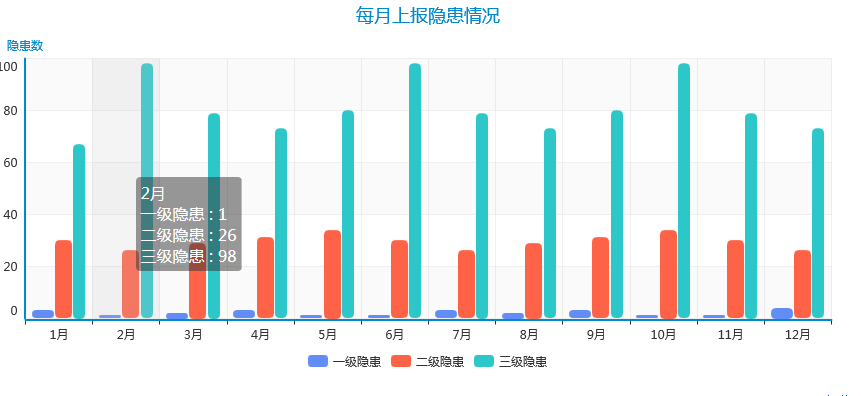 每月上报隐患情况
隐患数
100
80
60
40
20
0
2月
一级隐患 : 1
二级隐患 : 26
三级隐患 : 98
1月 2月 3月 4月 5月 6月 7月 8月 9月 10月 11月 12月
一级隐患 二级隐患 三级隐患